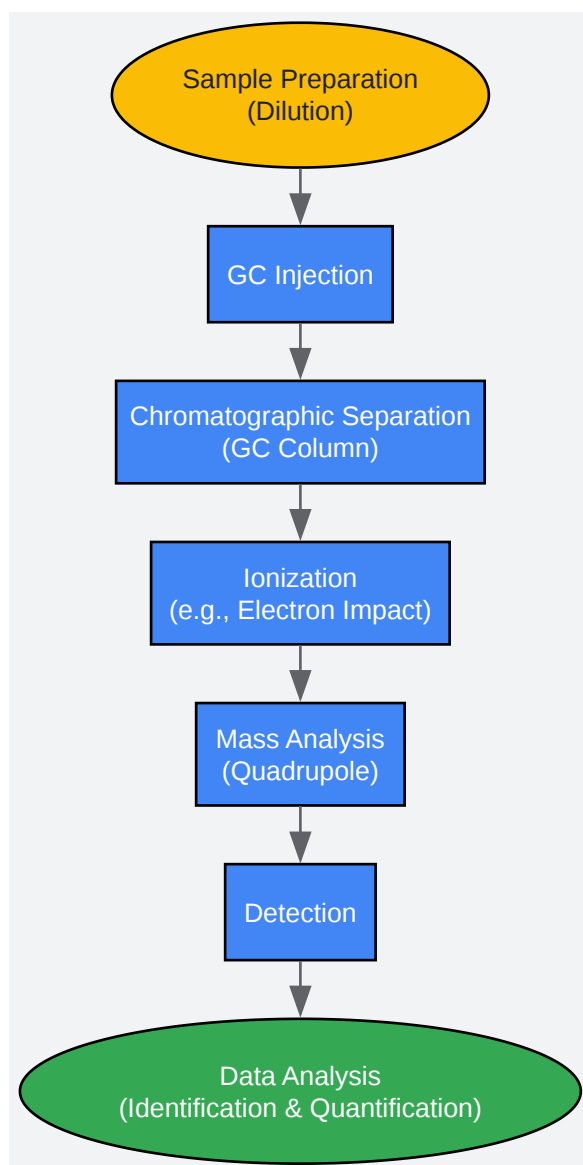 Sample Preparation
(Dilution)
GC Injection
Chromatographic Separation
(GC Column)
Ionization
(e.g., Electron Impact)
Mass Analysis
(Quadrupole)
Detection
Data Analysis
(Identification & Quantification)